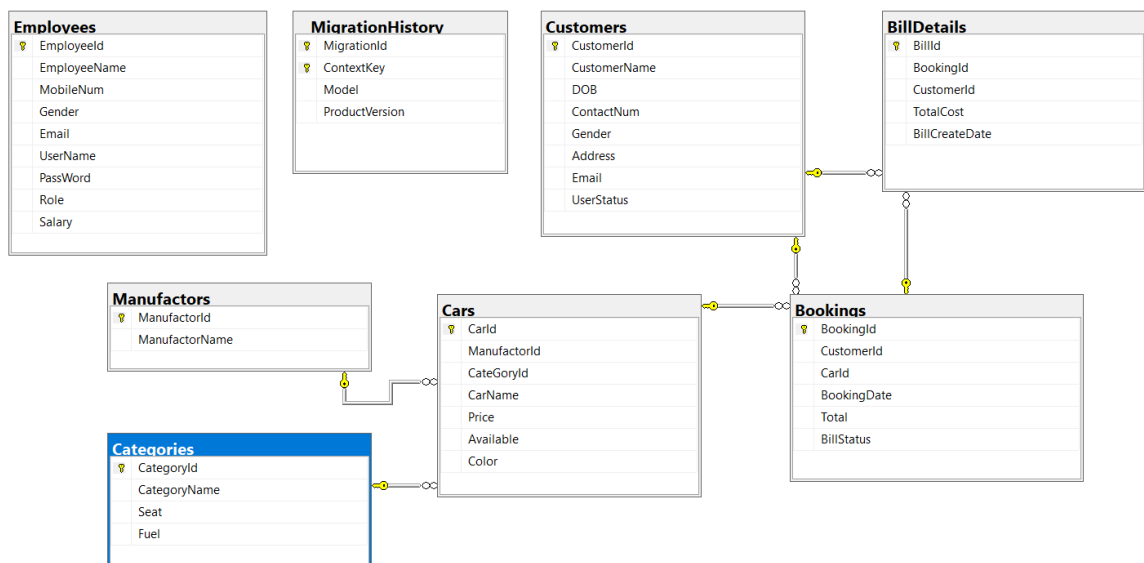 Employees
EmployeeId
EmployeeName
MobileNum
Gender
Email
UserName
PassWord
Role
Salary
MigrationHistory
MigrationId
ContextKey
Model
ProductVersion
Customers
CustomerId
CustomerName
DOB
ContactNum
Gender
Address
Email
UserStatus
BillDetails
BillId
BookingId
CustomerId
TotalCost
BillCreateDate
Manufactors
ManufactorId
ManufactorName
Cars
CarId
ManufactorId
CateGoryId
CarName
Price
Available
Color
Bookings
BookingId
CustomerId
CarId
BookingDate
Total
BillStatus
Categories
CategoryId
CategoryName
Seat
Fuel